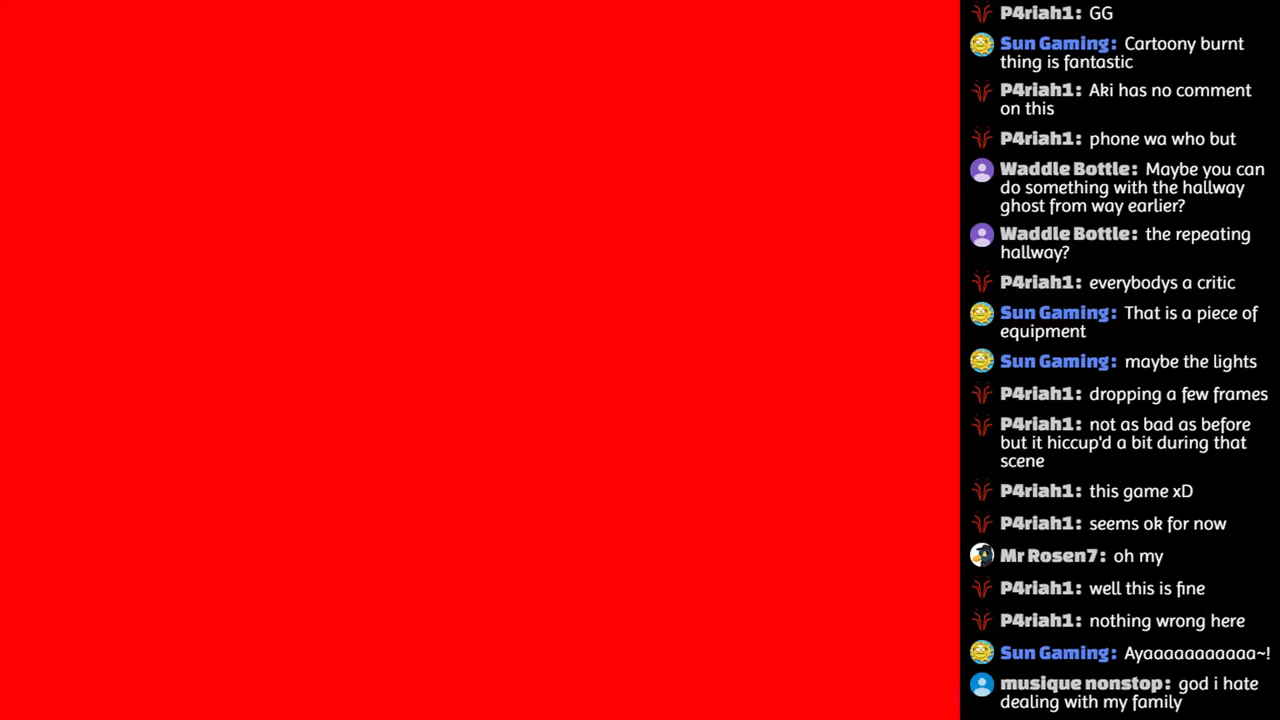 P4riah1: GG
Sun Gaming: Cartoony burnt
thing is fantastic
P4riah1: Aki has no comment
on this
P4riah1: phone wa who but
Waddle Bottle: Maybe you can
do something with the hallway
ghost from way earlier?
Waddle Bottle: the repeating
hallway?
P4riah1: everybodys a critic
Sun Gaming: That is a piece of
equipment
Sun Gaming: maybe the lights
P4riah1: dropping a few frames
P4riah1: not as bad as before
but it hiccup'd a bit during that
scene
P4riah1: this game xD
P4riah1: seems ok for now
Mr Rosen7: oh my
P4riah1: well this is fine
P4riah1: nothing wrong here
Sun Gaming: Ayaaaaaaaaaaa~!
musique nonstop: god i hate
dealing with my family